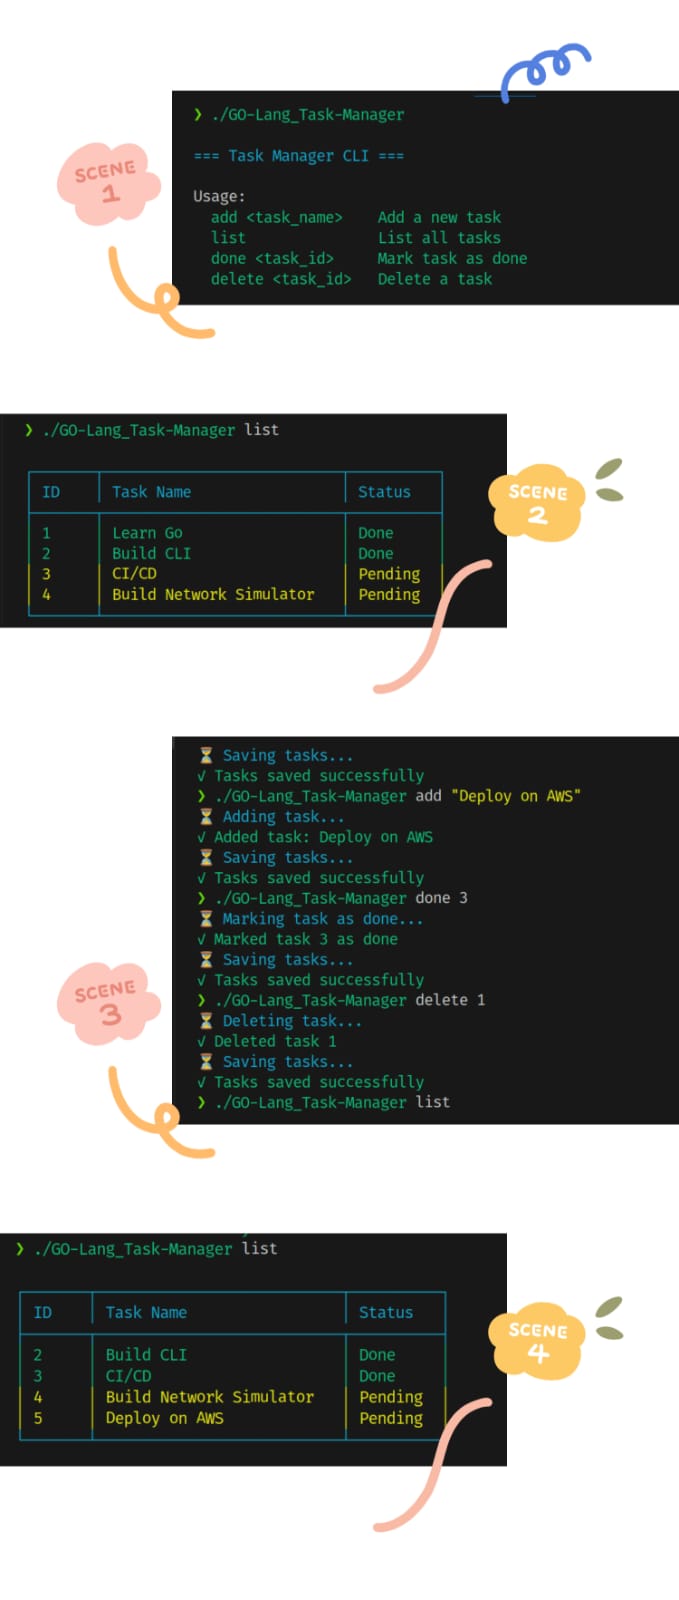 ❯ ./GO-Lang_Task-Manager
=== Task Manager CLI ===
Usage:
add <task_name> Add a new task
list List all tasks
done <task_id> Mark task as done
delete <task_id> Delete a task
SCENE
1
❯ ./GO-Lang_Task-Manager list
ID Task Name Status
1 Learn Go Done
2 Build CLI Done
3 CI/CD Pending
4 Build Network Simulator Pending
SCENE
2
⏳ Saving tasks...
✓ Tasks saved successfully
❯ ./GO-Lang_Task-Manager add "Deploy on AWS"
⏳ Adding task...
✓ Added task: Deploy on AWS
⏳ Saving tasks...
✓ Tasks saved successfully
❯ ./GO-Lang_Task-Manager done 3
⏳ Marking task as done...
✓ Marked task 3 as done
⏳ Saving tasks...
✓ Tasks saved successfully
❯ ./GO-Lang_Task-Manager delete 1
⏳ Deleting task...
✓ Deleted task 1
⏳ Saving tasks...
✓ Tasks saved successfully
❯ ./GO-Lang_Task-Manager list
SCENE
3
❯ ./GO-Lang_Task-Manager list
ID Task Name Status
2 Build CLI Done
3 CI/CD Done
4 Build Network Simulator Pending
5 Deploy on AWS Pending
SCENE
4